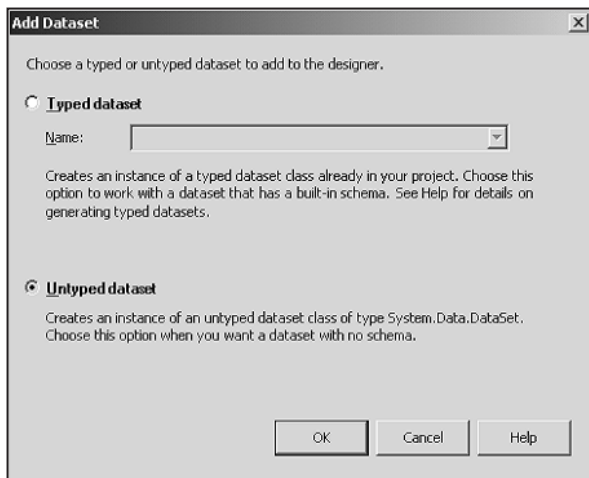 Add Dataset
Choose a typed or untyped dataset to add to the designer.
Typed dataset
Name:
Creates an instance of a typed dataset class already in your project. Choose this
option to work with a dataset that has a built-in schema. See Help for details on
generating typed datasets.
Untyped dataset
Creates an instance of an untyped dataset class of type System.Data.DataSet.
Choose this option when you want a dataset with no schema.
OK
Cancel
Help